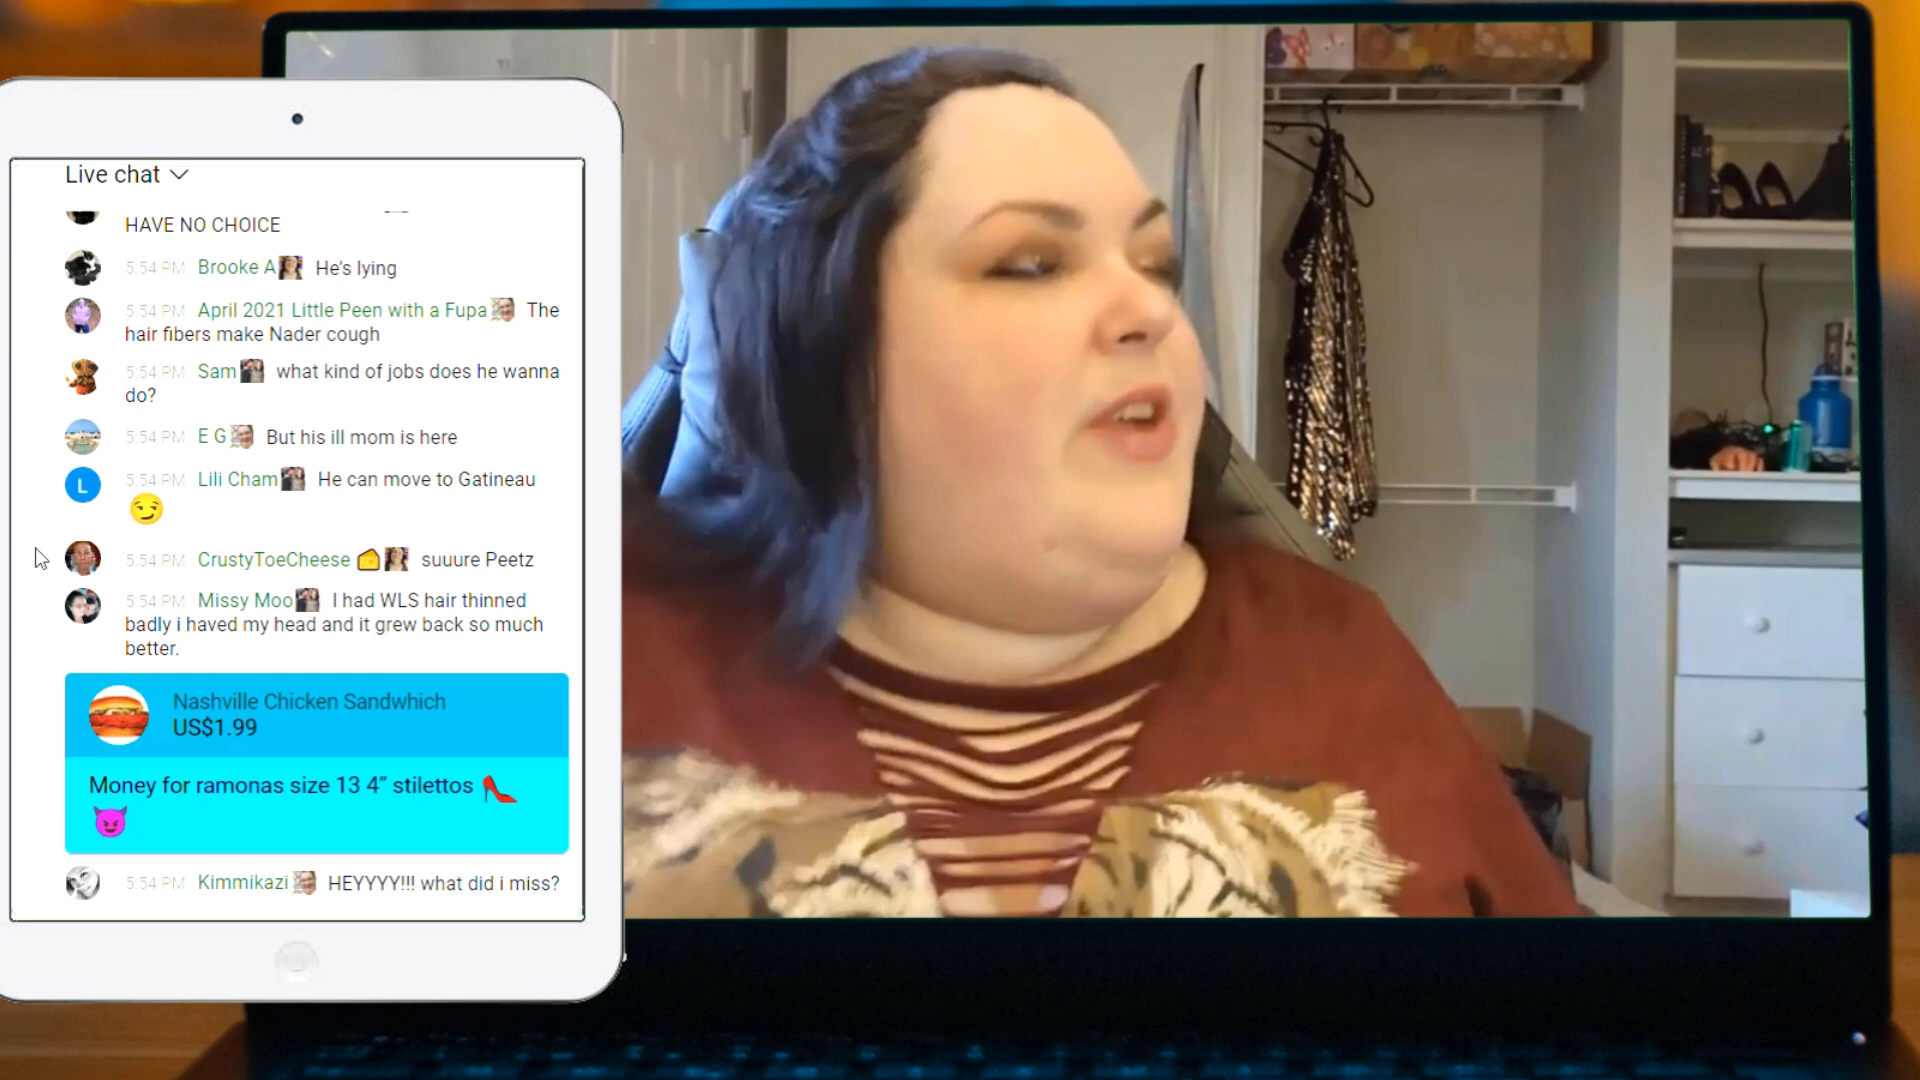 Live chat
HAVE NO CHOICE
5:54 PM Brooke A He's lying
5:54 PM April 2021 Little Peen with a Fupa The
hair fibers make Nader cough
5:54 PM Sam what kind of jobs does he wanna
do?
5:54 PM E G But his ill mom is here
L 5:54 PM Lili Cham He can move to Gatineau
5:54 PM CrustyToeCheese suuure Peetz
5:54 PM Missy Moo I had WLS hair thinned
badly i haved my head and it grew back so much
better.
Nashville Chicken Sandwhich
US$1.99
Money for ramonas size 13 4” stilettos
5:54 PM Kimmikazi HEYYYY!!! what did i miss?